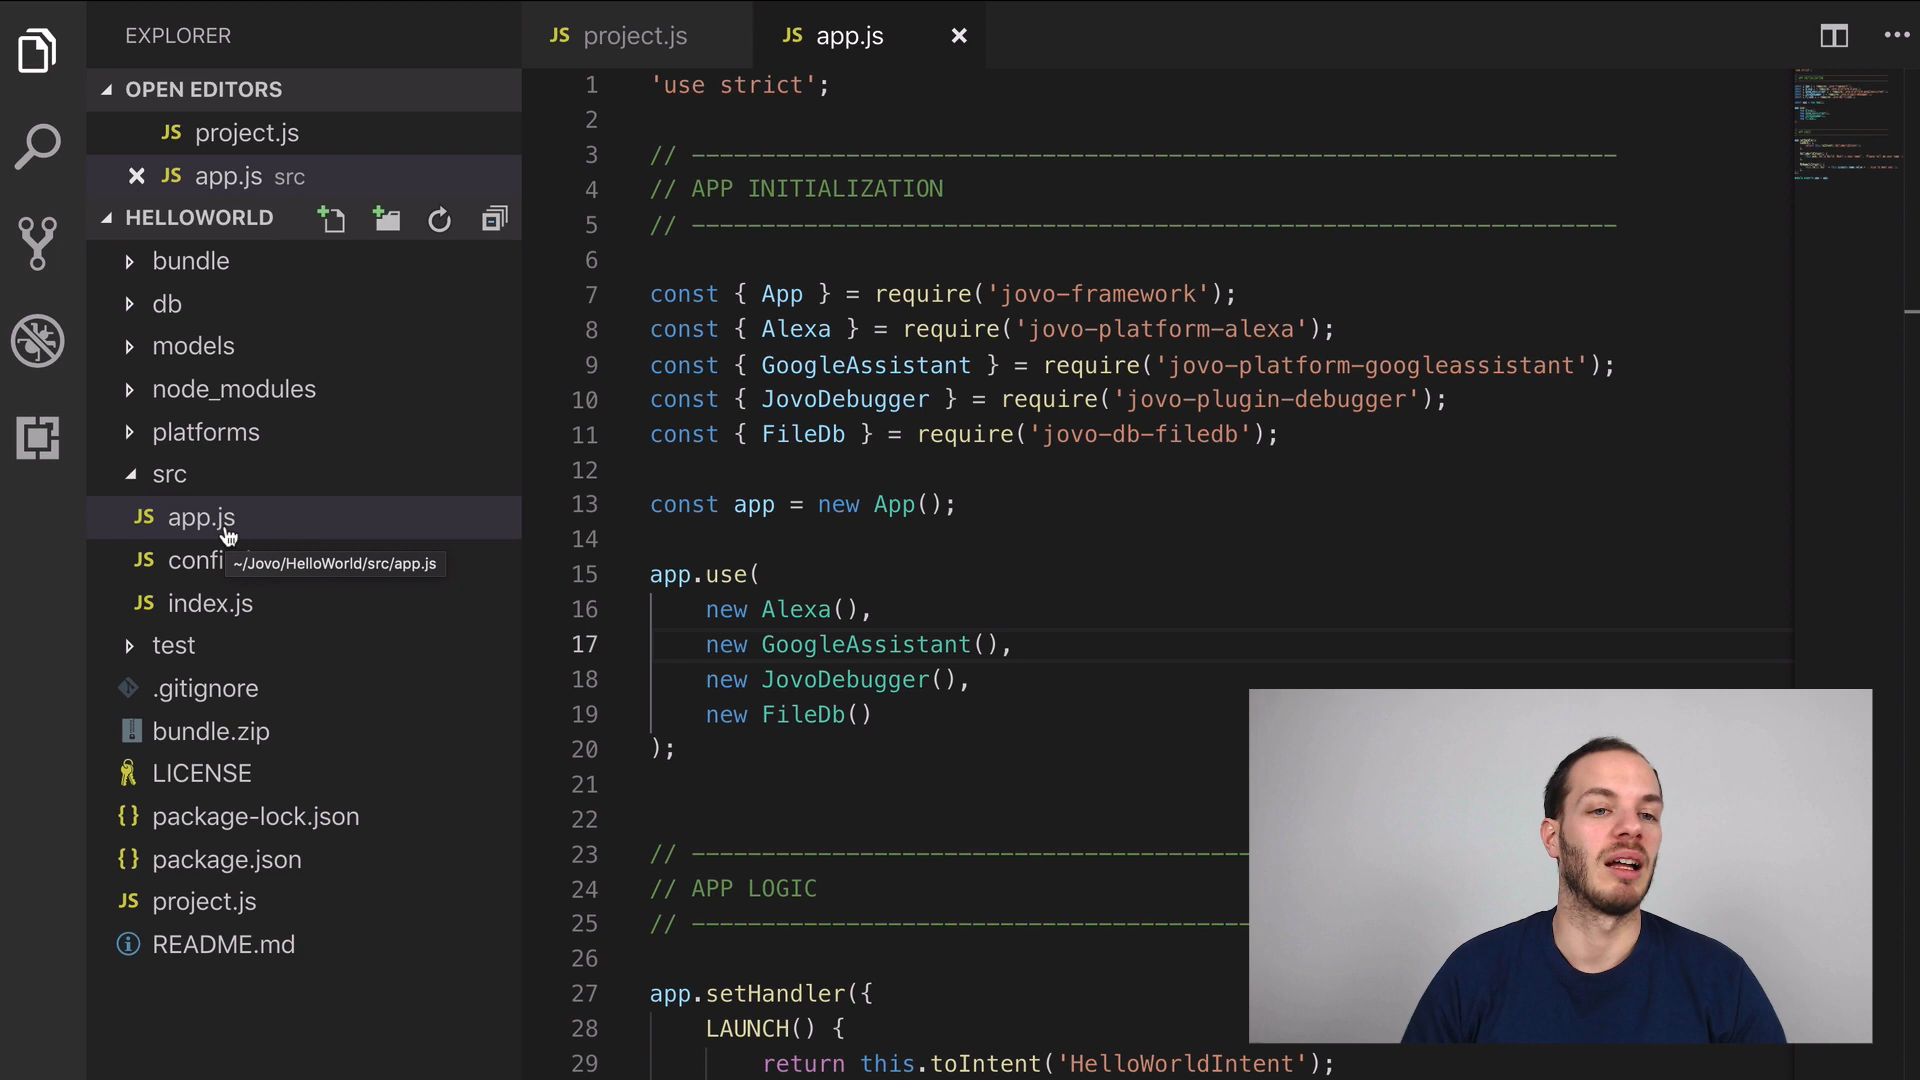 EXPLORER
OPEN EDITORS
JS project.js
JS app.js src
HELLOWORLD
bundle
db
models
node_modules
platforms
src
JS app.js
JS confi
~/Jovo/HelloWorld/src/app.js
JS index.js
test
.gitignore
bundle.zip
LICENSE
{} package-lock.json
{} package.json
JS project.js
README.md
JS project.js
JS app.js
1 'use strict';
2
3 // ------------------------------------------------------------------
4 // APP INITIALIZATION
5 // ------------------------------------------------------------------
6
7 const { App } = require('jovo-framework');
8 const { Alexa } = require('jovo-platform-alexa');
9 const { GoogleAssistant } = require('jovo-platform-googleassistant');
10 const { JovoDebugger } = require('jovo-plugin-debugger');
11 const { FileDb } = require('jovo-db-filedb');
12
13 const app = new App();
14
15 app.use(
16 new Alexa(),
17 new GoogleAssistant(),
18 new JovoDebugger(),
19 new FileDb()
20 );
21
22
23 // ----------------------------------------
24 // APP LOGIC
25 // ----------------------------------------
26
27 app.setHandler({
28 LAUNCH() {
29 return this.toIntent('HelloWorldIntent');